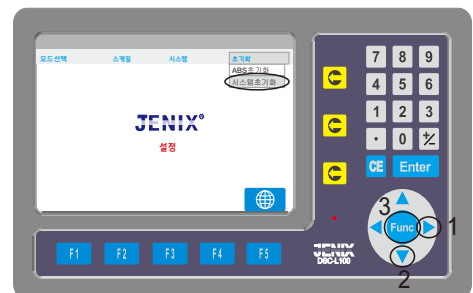 모드선택 스케일 시스템 초기화
ABS초기화
시스템초기화
JENIX®
설정
7 8 9
4 5 6
1 2 3
· 0 +/-
CE Enter
3
Func 1
2
F1 F2 F3 F4 F5
JENIX
DSC-L100